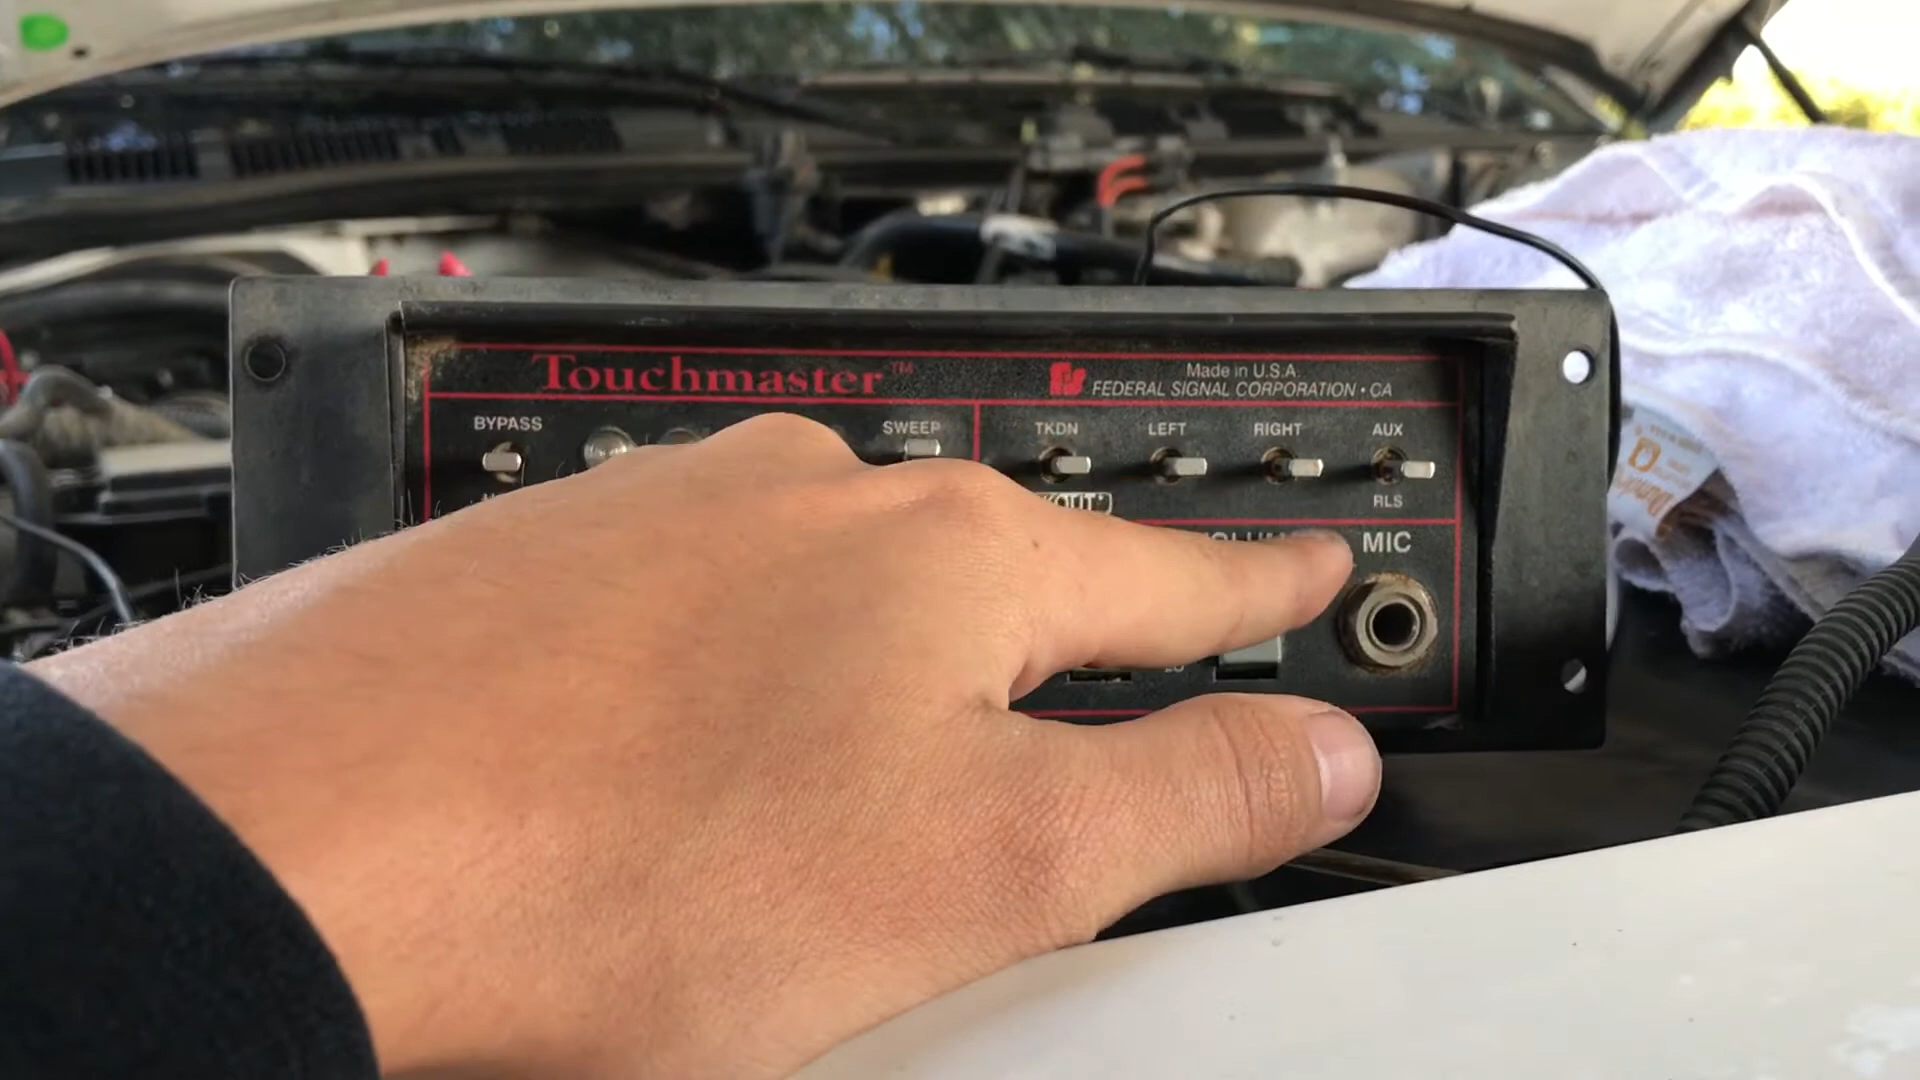 Touchmaster™
Made in U.S.A.
FEDERAL SIGNAL CORPORATION • CA
BYPASS
SWEEP
TKDN
LEFT
RIGHT
AUX
RLS
MIC